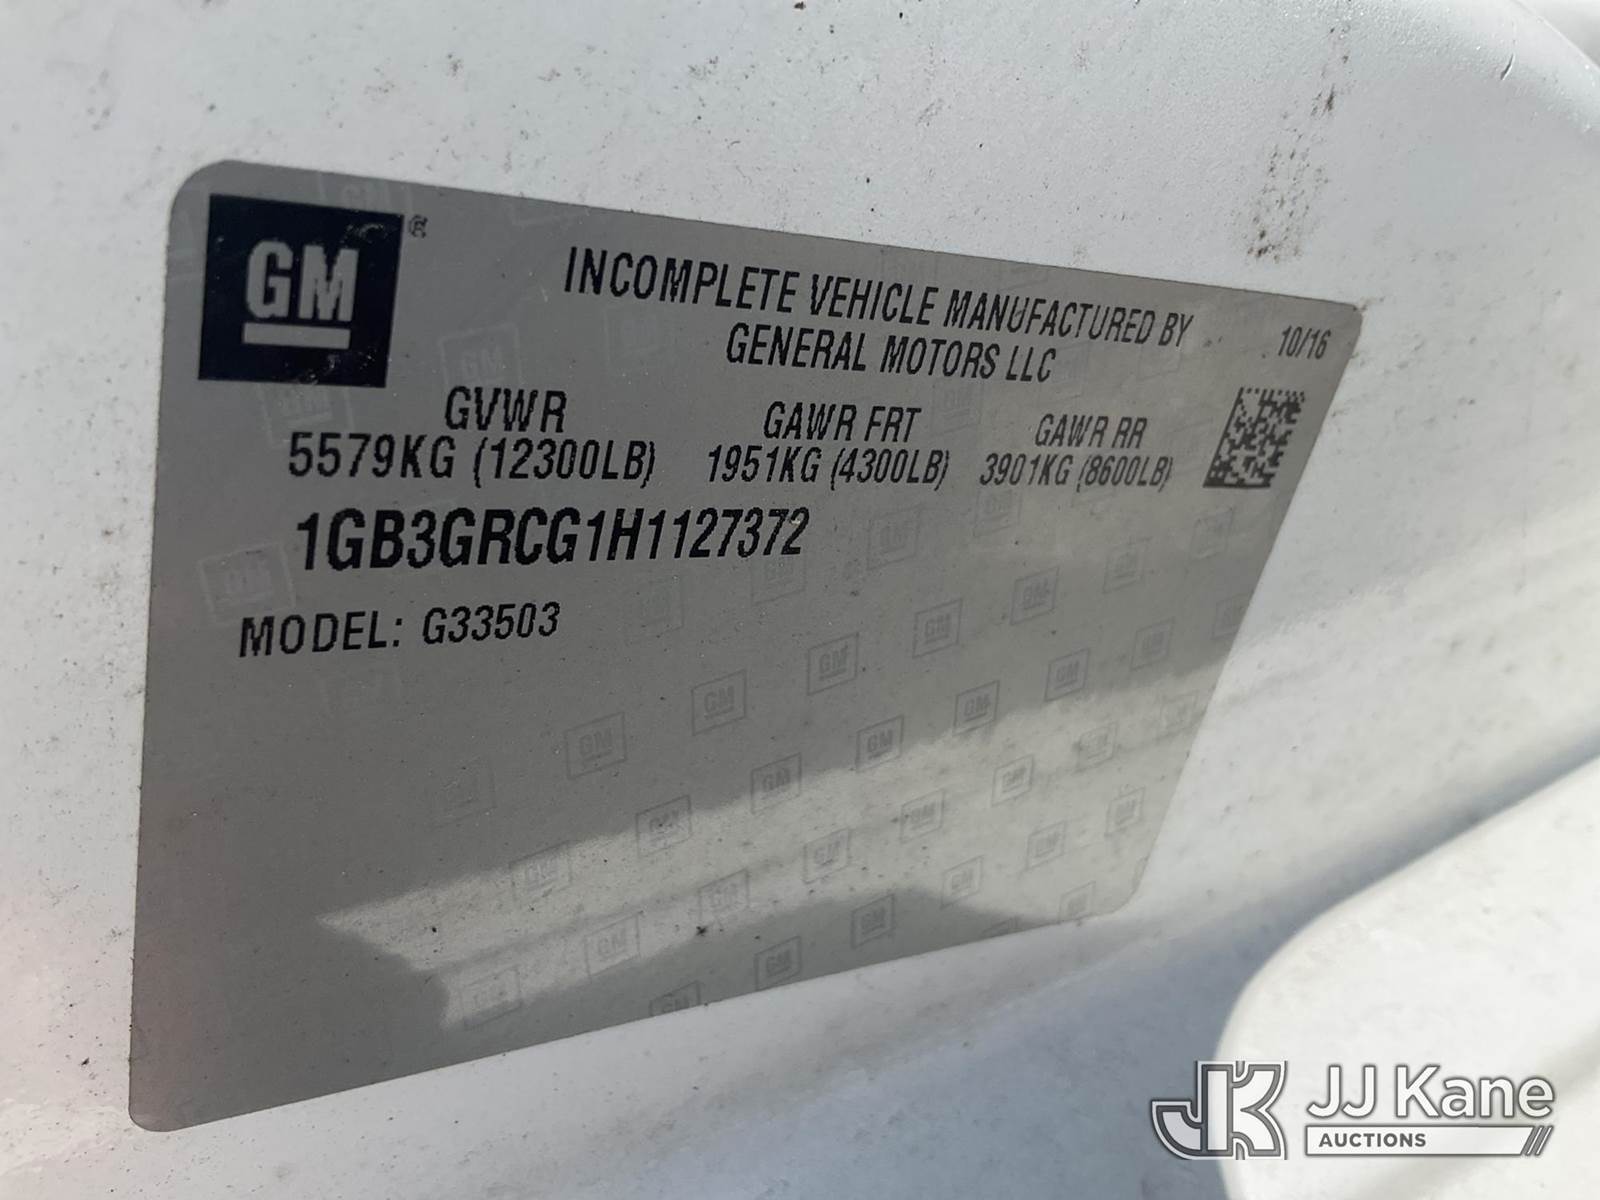 GM®
INCOMPLETE VEHICLE MANUFACTURED BY
GENERAL MOTORS LLC
10/16
GVWR GAWR FRT GAWR RR
5579KG (12300LB) 1951KG (4300LB) 3901KG (8600LB)
1GB3GRCG1H1127372
MODEL: G33503
JK JJ Kane
AUCTIONS